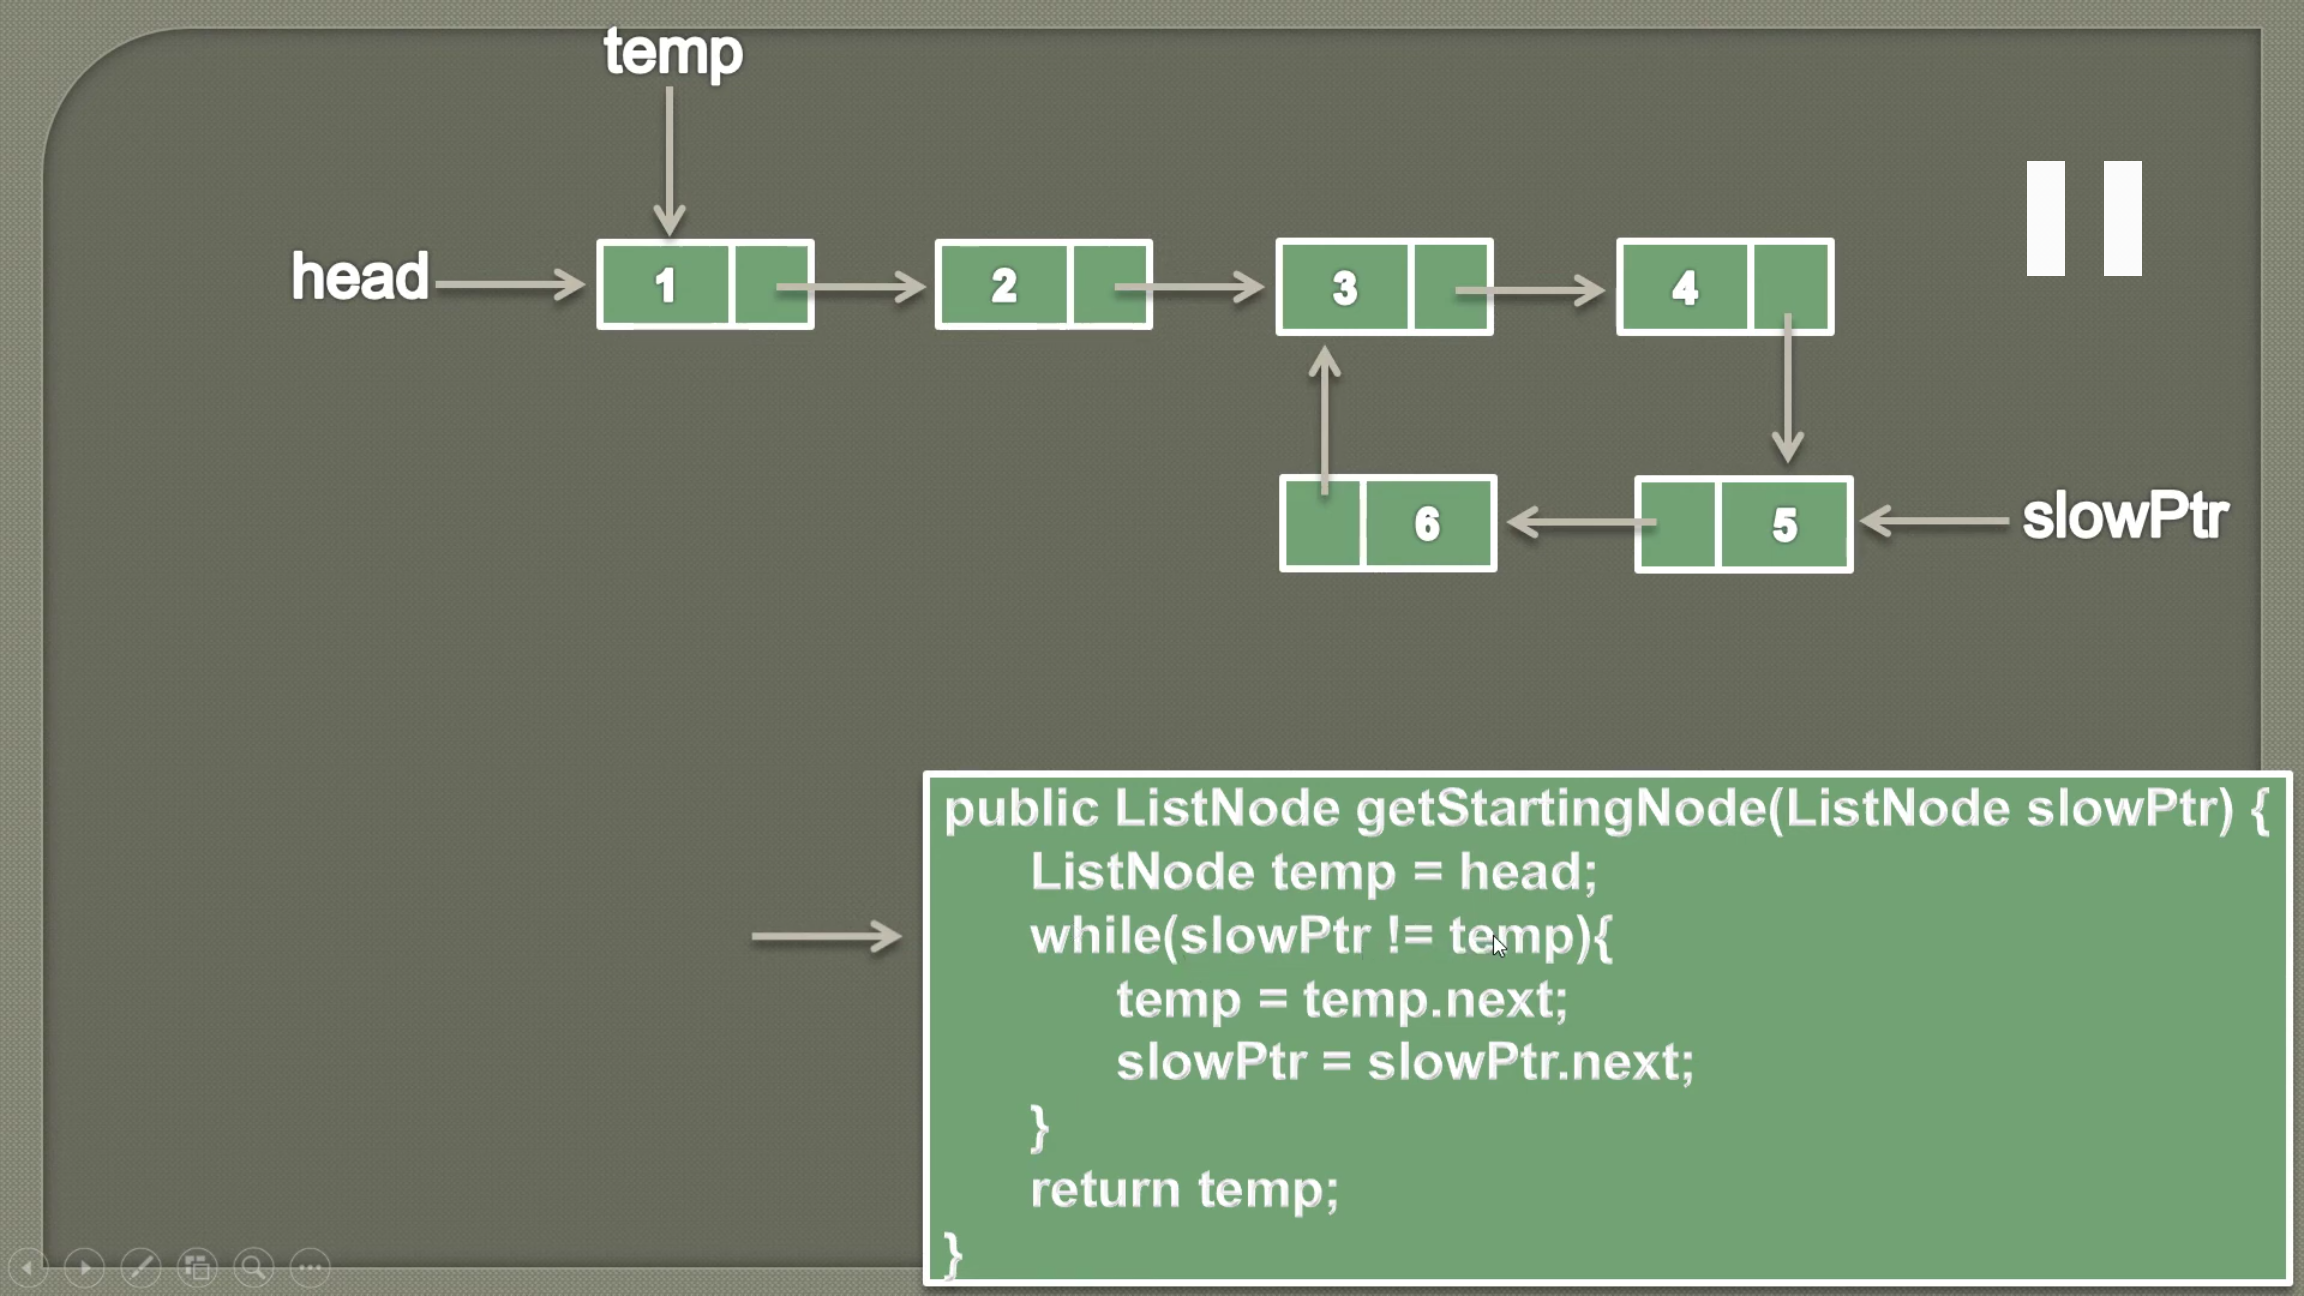 temp
head
1
2
3
4
6
5
slowPtr
public ListNode getStartingNode(ListNode slowPtr) {
ListNode temp = head;
while(slowPtr != temp){
temp = temp.next;
slowPtr = slowPtr.next;
}
return temp;
}